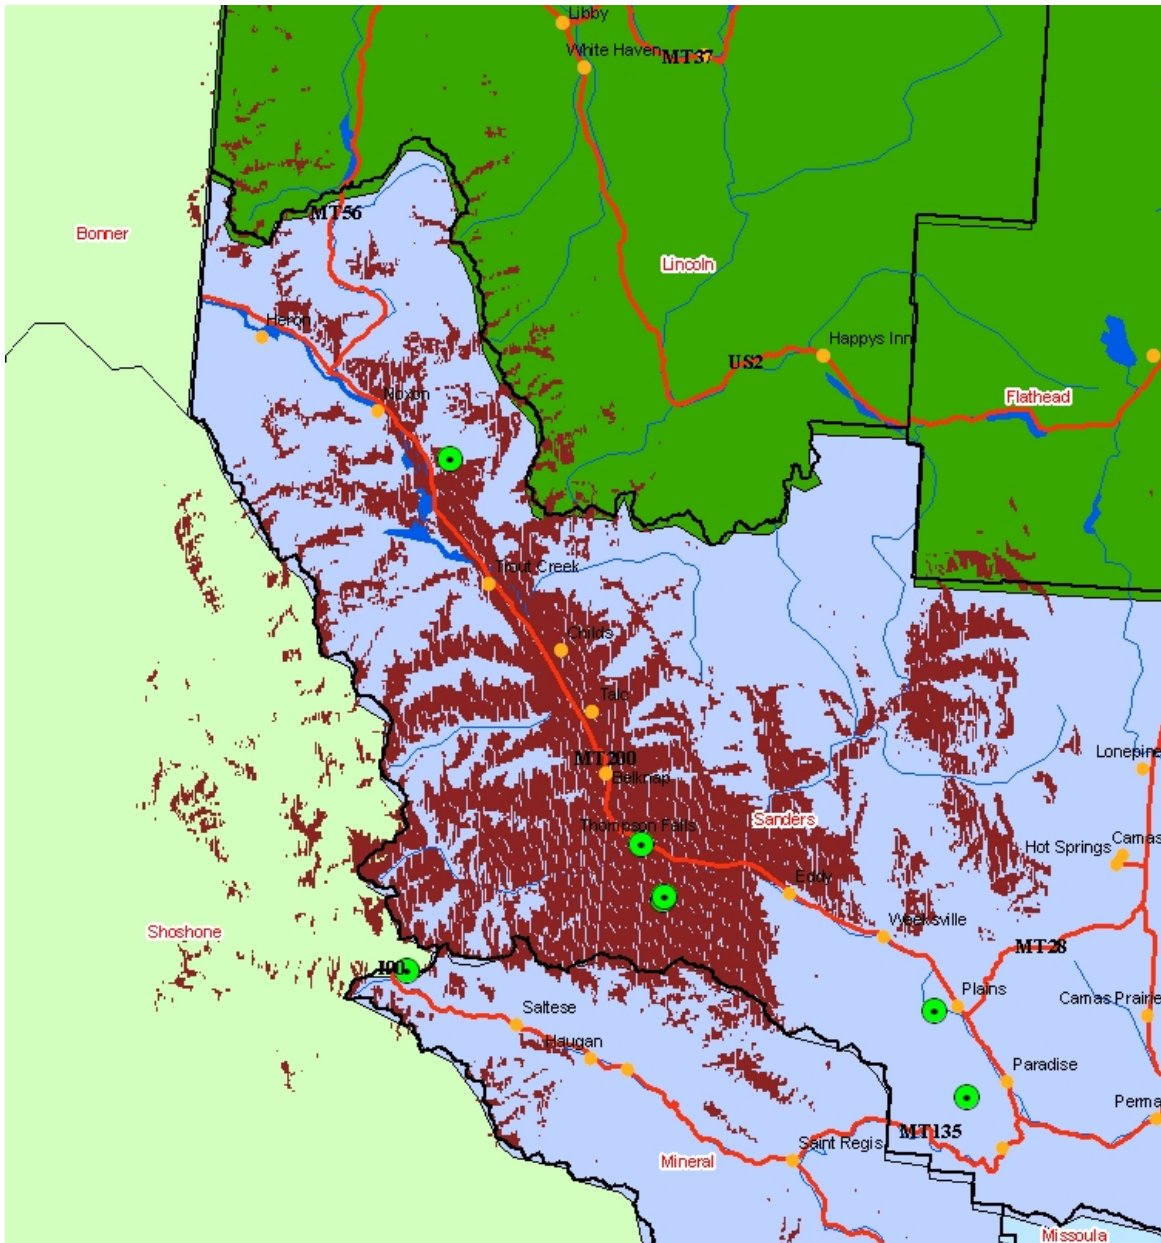 Libby
White Haven
MT37
MT56
Bonner
Lincoln
Heron
US2
Happys Inn
Noxon
Flathead
Trout Creek
Childs
Talc
MT200
Belknap
Lonepine
Thompson Falls
Sanders
Hot Springs
Camas
Eddy
Shoshone
Weeksville
MT28
I90
Saltese
Plains
Camas Prairie
Haugan
Paradise
Perma
MT135
Saint Regis
Mineral
Missoula